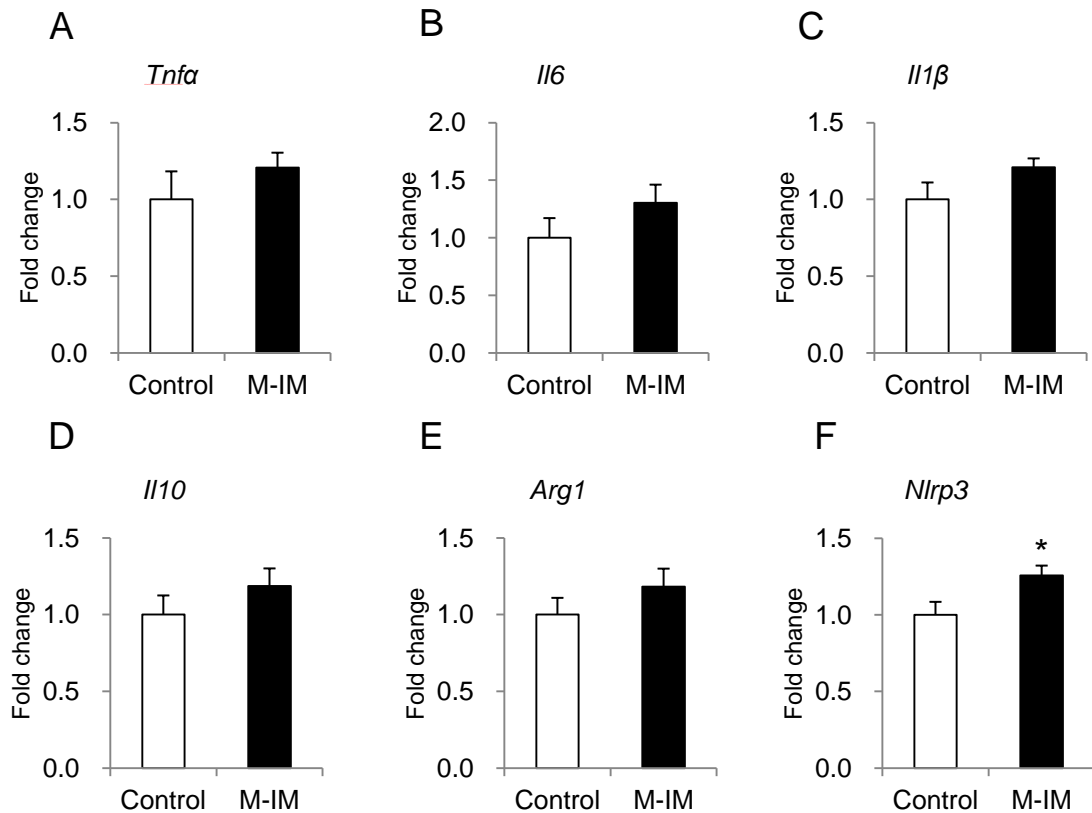 A
B
C
Tnfα
Il6
Il1β
Fold change
1.5
1.0
0.5
0.0
Control
M-IM
Fold change
2.0
1.5
1.0
0.5
0.0
Control
M-IM
Fold change
1.5
1.0
0.5
0.0
Control
M-IM
D
E
F
Il10
Arg1
Nlrp3
Fold change
1.5
1.0
0.5
0.0
Control
M-IM
Fold change
1.5
1.0
0.5
0.0
Control
M-IM
Fold change
1.5
1.0
0.5
0.0
*
Control
M-IM